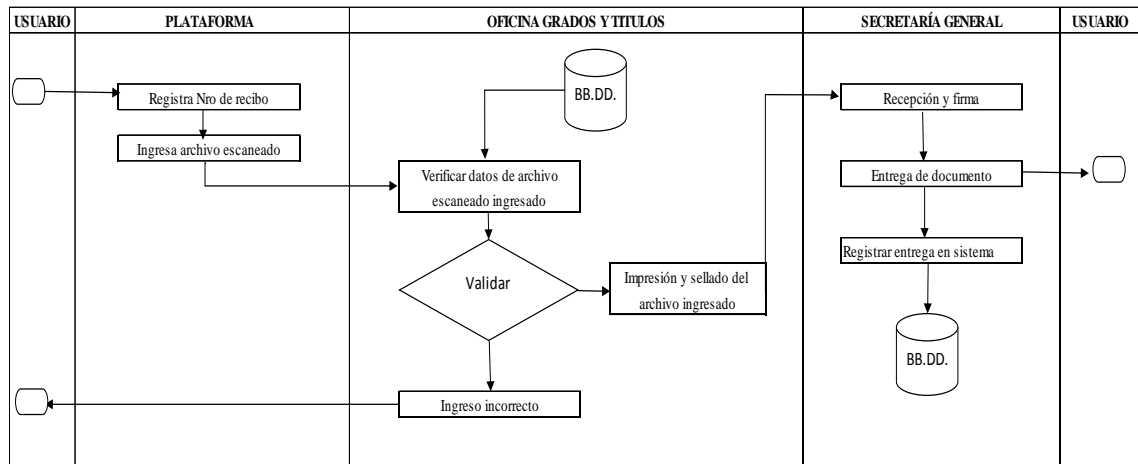 USUARIO
PLATAFORMA
OFICINA GRADOS Y TITULOS
SECRETARÍA GENERAL
USUARIO
Registra Nro de recibo
Ingresa archivo escaneado
BB.DD.
Verificar datos de archivo
escaneado ingresado
Validar
Impresión y sellado del
archivo ingresado
Ingreso incorrecto
Recepción y firma
Entrega de documento
Registrar entrega en sistema
BB.DD.